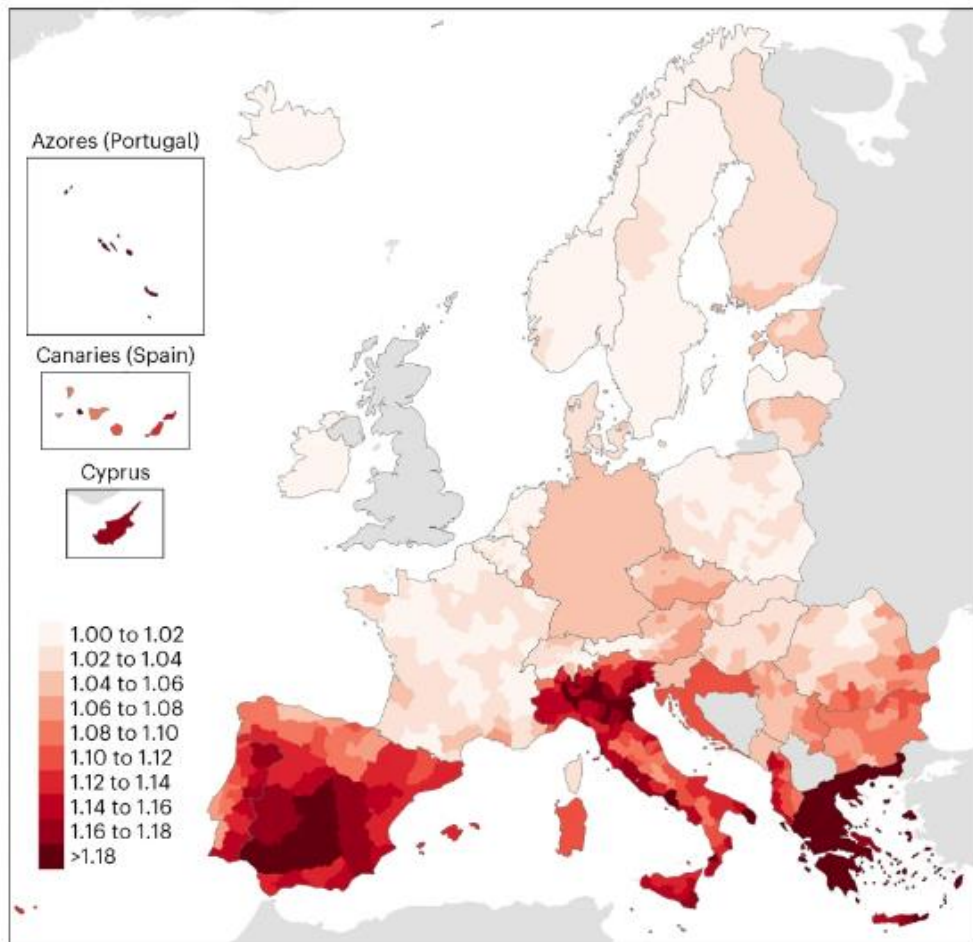 Azores (Portugal)
Canaries (Spain)
Cyprus
1.00 to 1.02
1.02 to 1.04
1.04 to 1.06
1.06 to 1.08
1.08 to 1.10
1.10 to 1.12
1.12 to 1.14
1.14 to 1.16
1.16 to 1.18
>1.18